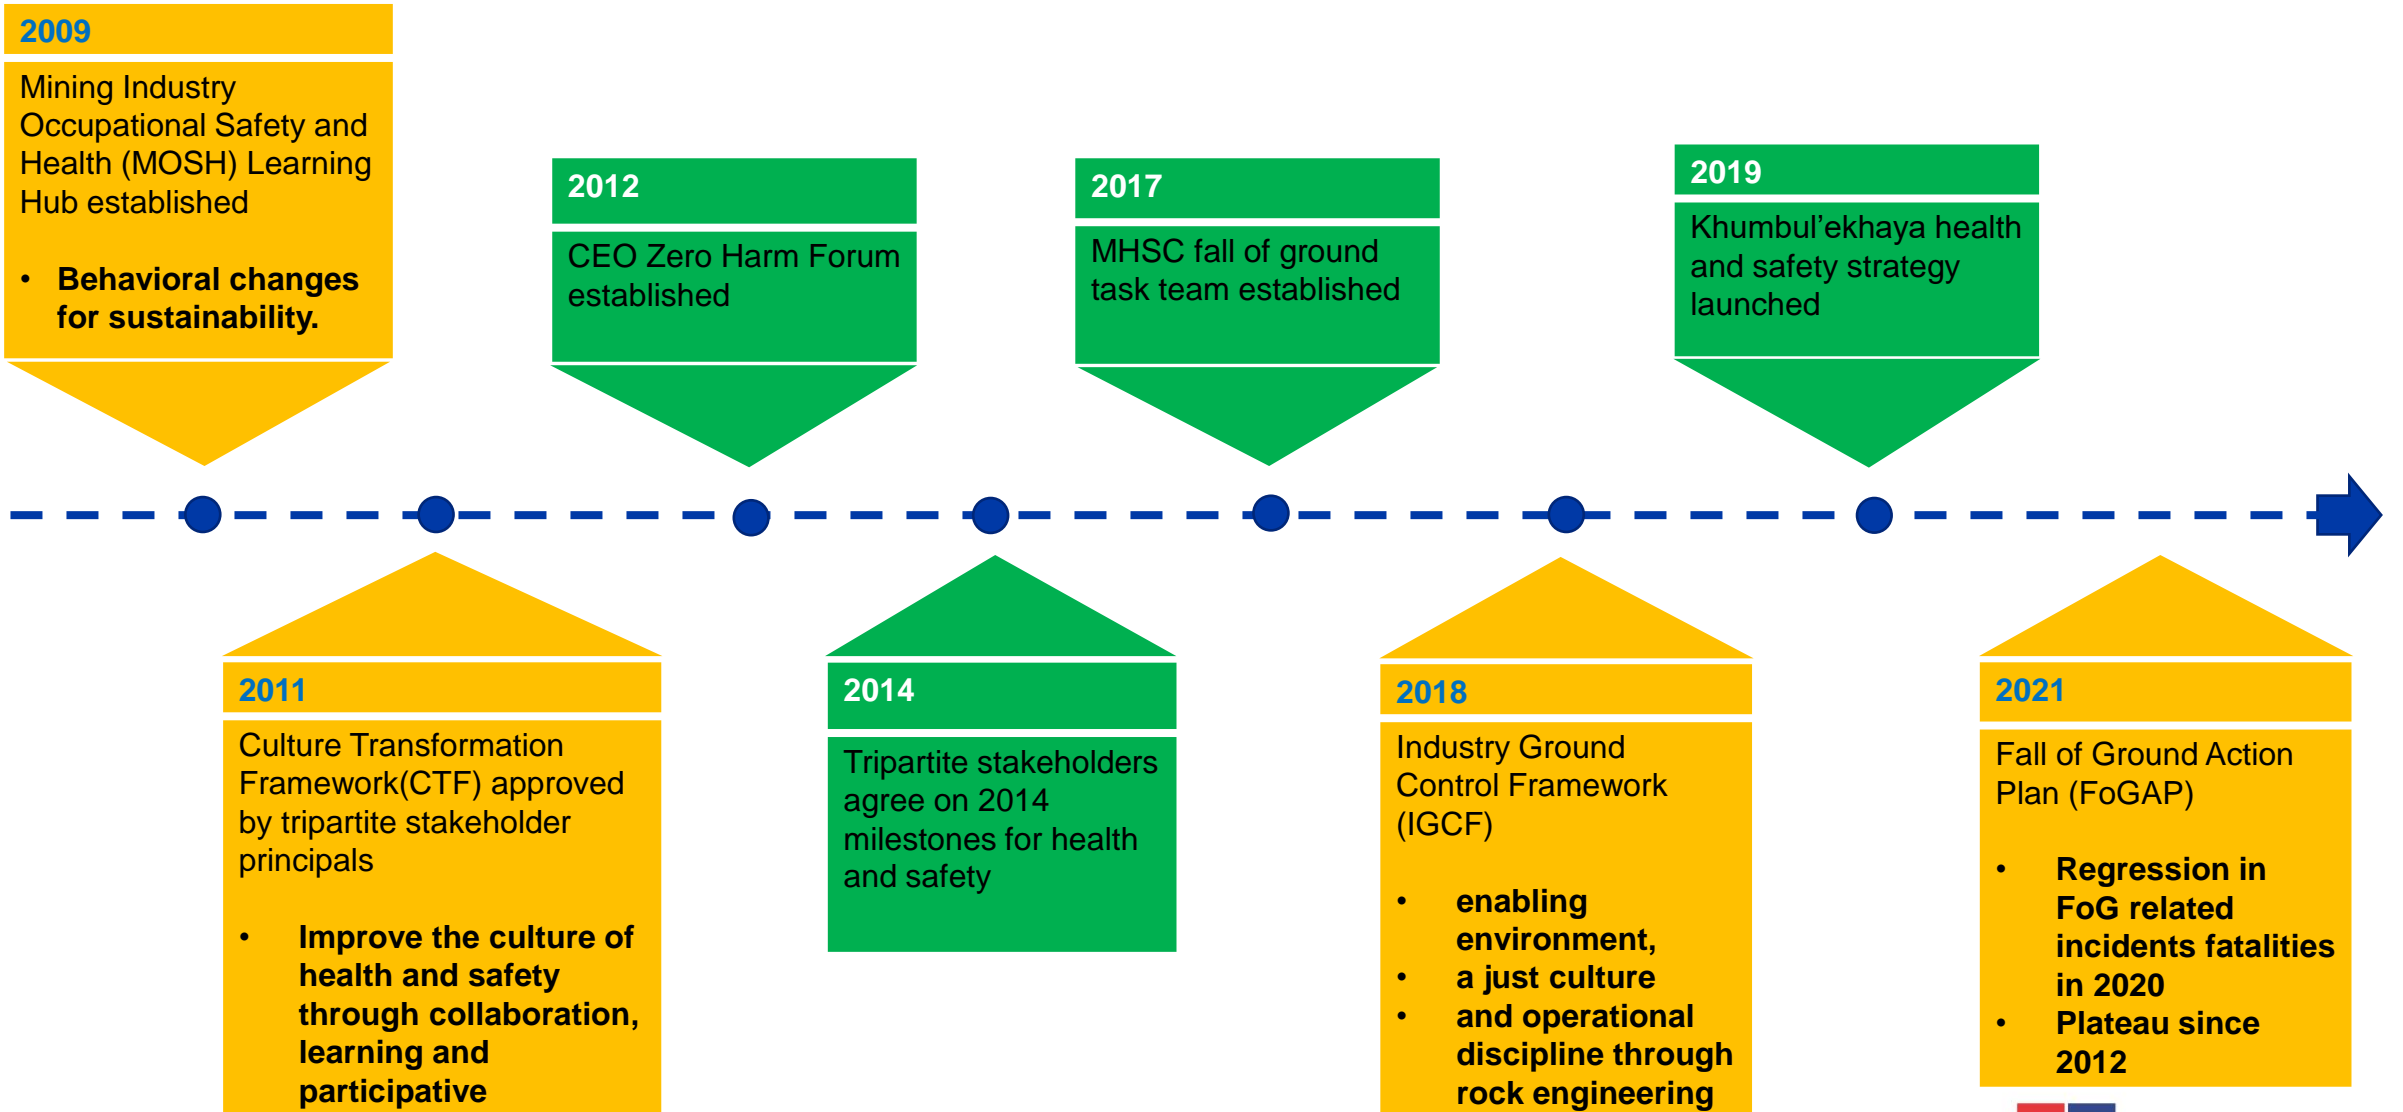 2009
Mining Industry
Occupational Safety and
Health (MOSH) Learning
Hub established
• Behavioral changes
for sustainability.
2012
CEO Zero Harm Forum
established
2017
MHSC fall of ground
task team established
2019
Khumbul’ekhaya health
and safety strategy
launched
2011
Culture Transformation
Framework(CTF) approved
by tripartite stakeholder
principals
• Improve the culture of
health and safety
through collaboration,
learning and
participative
2014
Tripartite stakeholders
agree on 2014
milestones for health
and safety
2018
Industry Ground
Control Framework
(IGCF)
• enabling
environment,
• a just culture
• and operational
discipline through
rock engineering
2021
Fall of Ground Action
Plan (FoGAP)
• Regression in
FoG related
incidents fatalities
in 2020
• Plateau since
2012